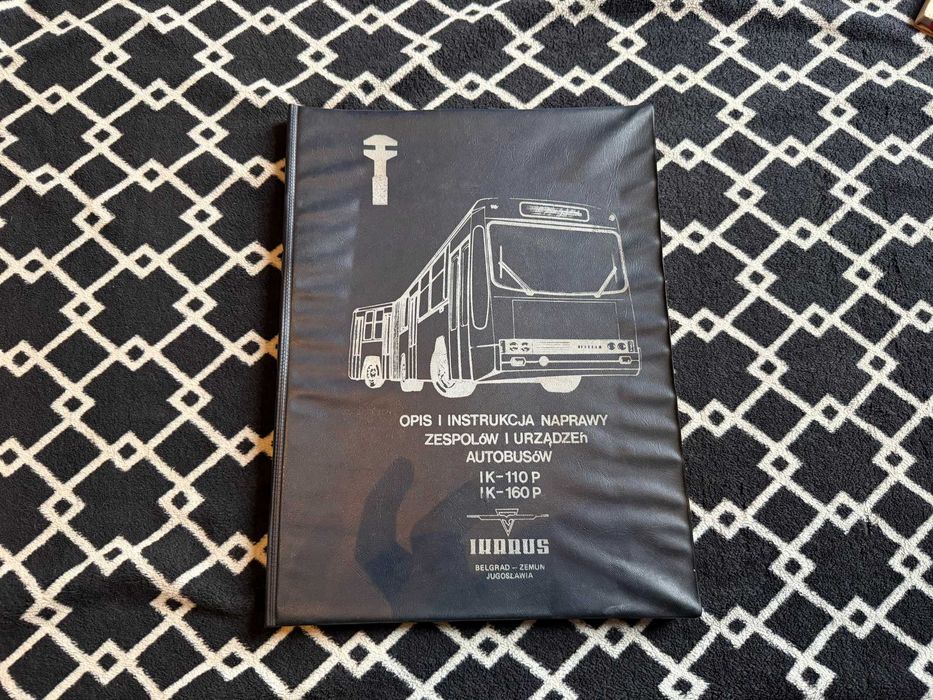 OPIS I INSTRUKCJA NAPRAWY
ZESPOLóW I URZĄDZEń
AUTOBUSóW
IK-110 P
IK-160 P
IKARUS
BELGRAD - ZEMUN
JUGOSŁAWIA